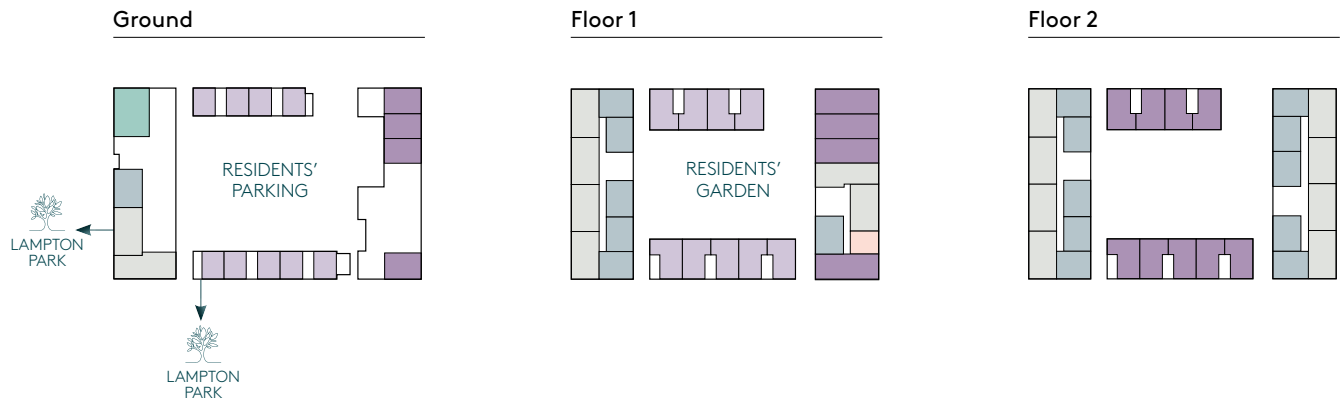 Ground
Floor 1
Floor 2
RESIDENTS’
PARKING
RESIDENTS’
GARDEN
LAMPTON
PARK
LAMPTON
PARK